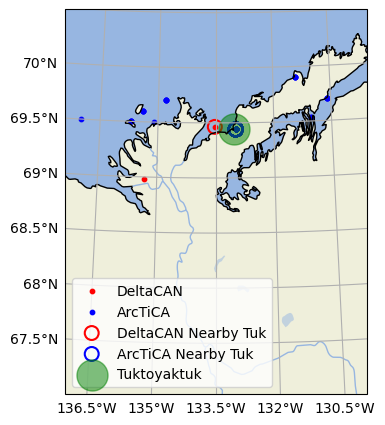 70°N
69.5°N
69°N
68.5°N
68°N
67.5°N
DeltaCAN
ArcTiCA
DeltaCAN Nearby Tuk
ArcTiCA Nearby Tuk
Tuktoyaktuk
136.5°W 135°W 133.5°W 132°W 130.5°W